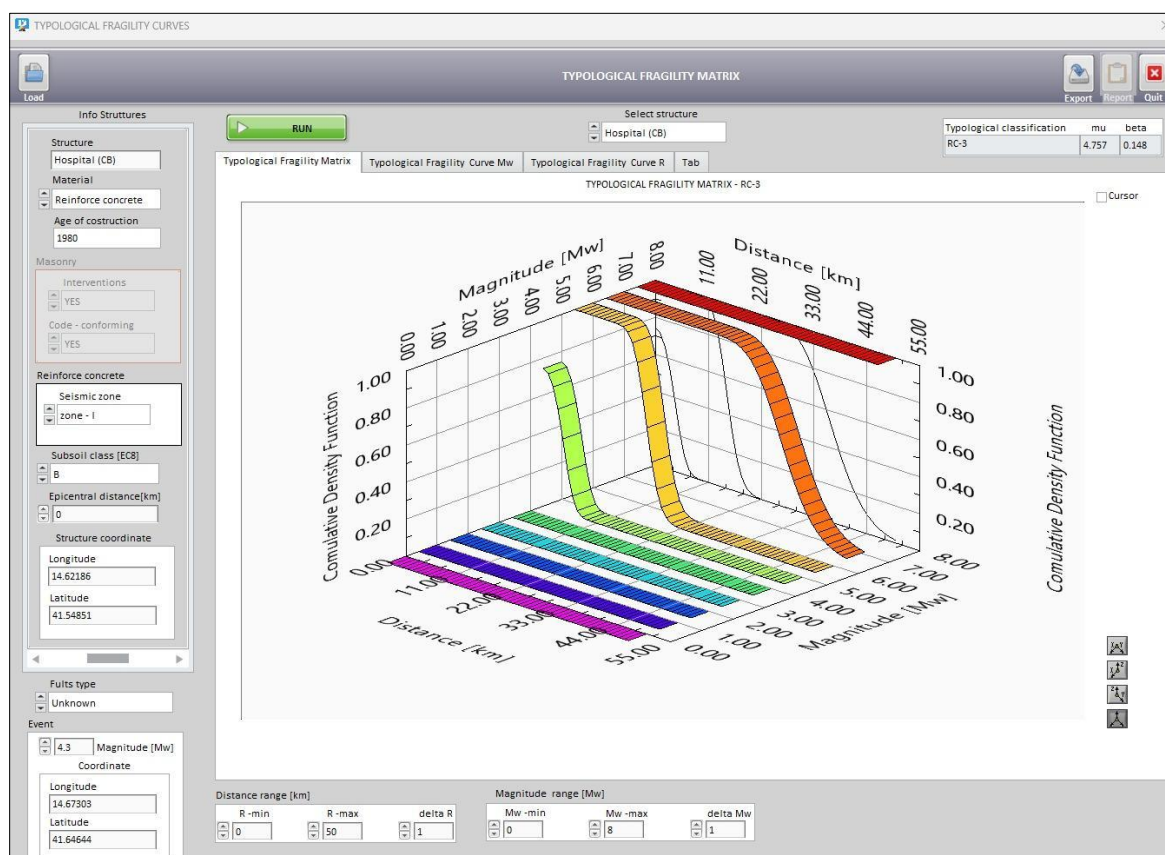 TYPOLOGICAL FRAGILITY CURVES
TYPOLOGICAL FRAGILITY MATRIX
Load
Export
Report
Quit
Info Struttures
Structure
Hospital (CB)
Material
Reinforce concrete
Age of costruction
1980
Masonry
Interventions
YES
Code - conforming
YES
Reinforce concrete
Seismic zone
zone - I
Subsoil class [EC8]
B
Epicentral distance[km]
0
Structure coordinate
Longitude
14.62186
Latitude
41.54851
Fults type
Unknown
Event
4.3 Magnitude [Mw]
Coordinate
Longitude
14.67303
Latitude
41.64644
RUN
Select structure
Hospital (CB)
Typological classification mu beta
RC-3 4.757 0.148
Typological Fragility Matrix Typological Fragility Curve Mw Typological Fragility Curve R Tab
TYPOLOGICAL FRAGILITY MATRIX - RC-3
Cursor
Magnitude [Mw]
0.00 1.00 2.00 3.00 4.00 5.00 6.00 7.00 8.00
Distance [km]
11.00 22.00 33.00 44.00 55.00
Comulative Density Function
1.00
0.80
0.60
0.40
0.20
0.00
Comulative Density Function
1.00
0.80
0.60
0.40
0.20
Distance [km]
11.00 22.00 33.00 44.00 55.00
Magnitude [Mw]
0.00 1.00 2.00 3.00 4.00 5.00 6.00 7.00 8.00
Distance range [km]
R -min R -max delta R
0 50 1
Magnitude range [Mw]
Mw -min Mw -max delta Mw
0 8 1